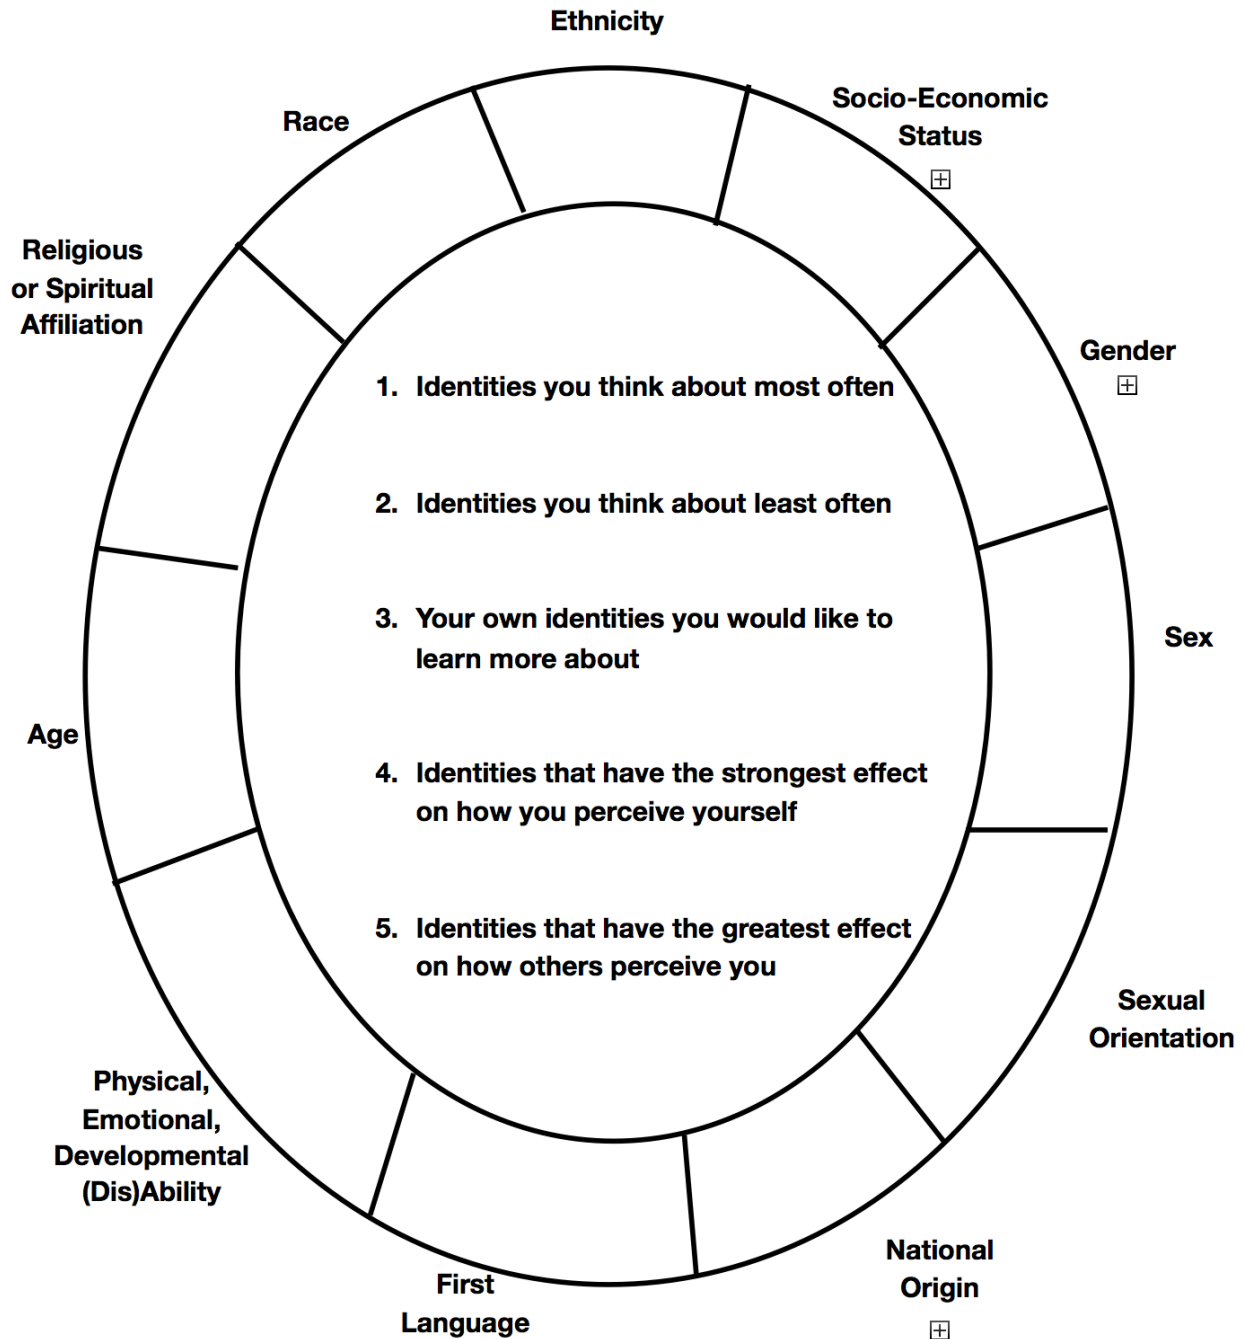 Ethnicity
Socio-Economic
Status
Race
Religious
or Spiritual
Affiliation
Gender
1. Identities you think about most often
2. Identities you think about least often
3. Your own identities you would like to
learn more about
Sex
Age
4. Identities that have the strongest effect
on how you perceive yourself
5. Identities that have the greatest effect
on how others perceive you
Sexual
Orientation
Physical,
Emotional,
Developmental
(Dis)Ability
National
Origin
First
Language